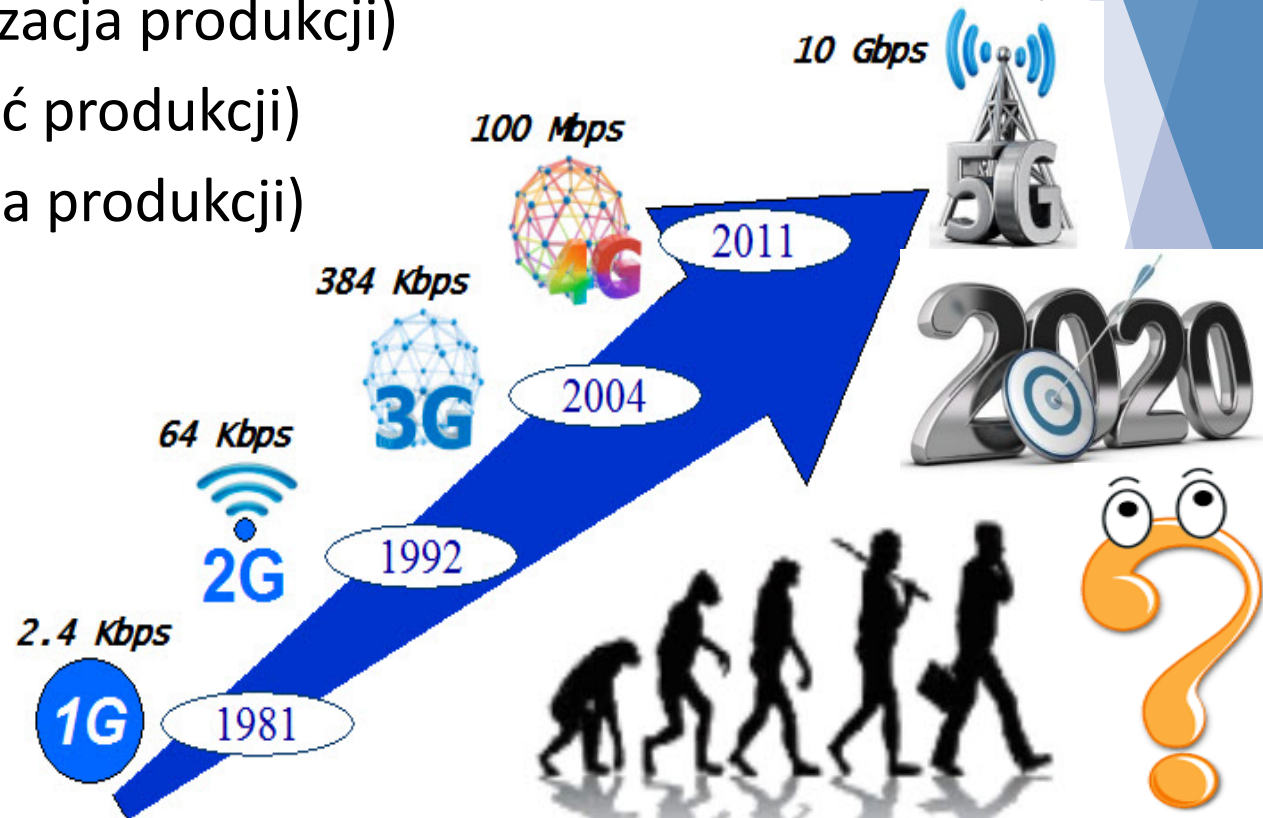 zacja produkcji)
ć produkcji)
a produkcji)
10 Gbps
5G
100 Mbps
4G
2011
2020
384 Kbps
3G
2004
64 Kbps
2G
1992
2.4 Kbps
1G
1981